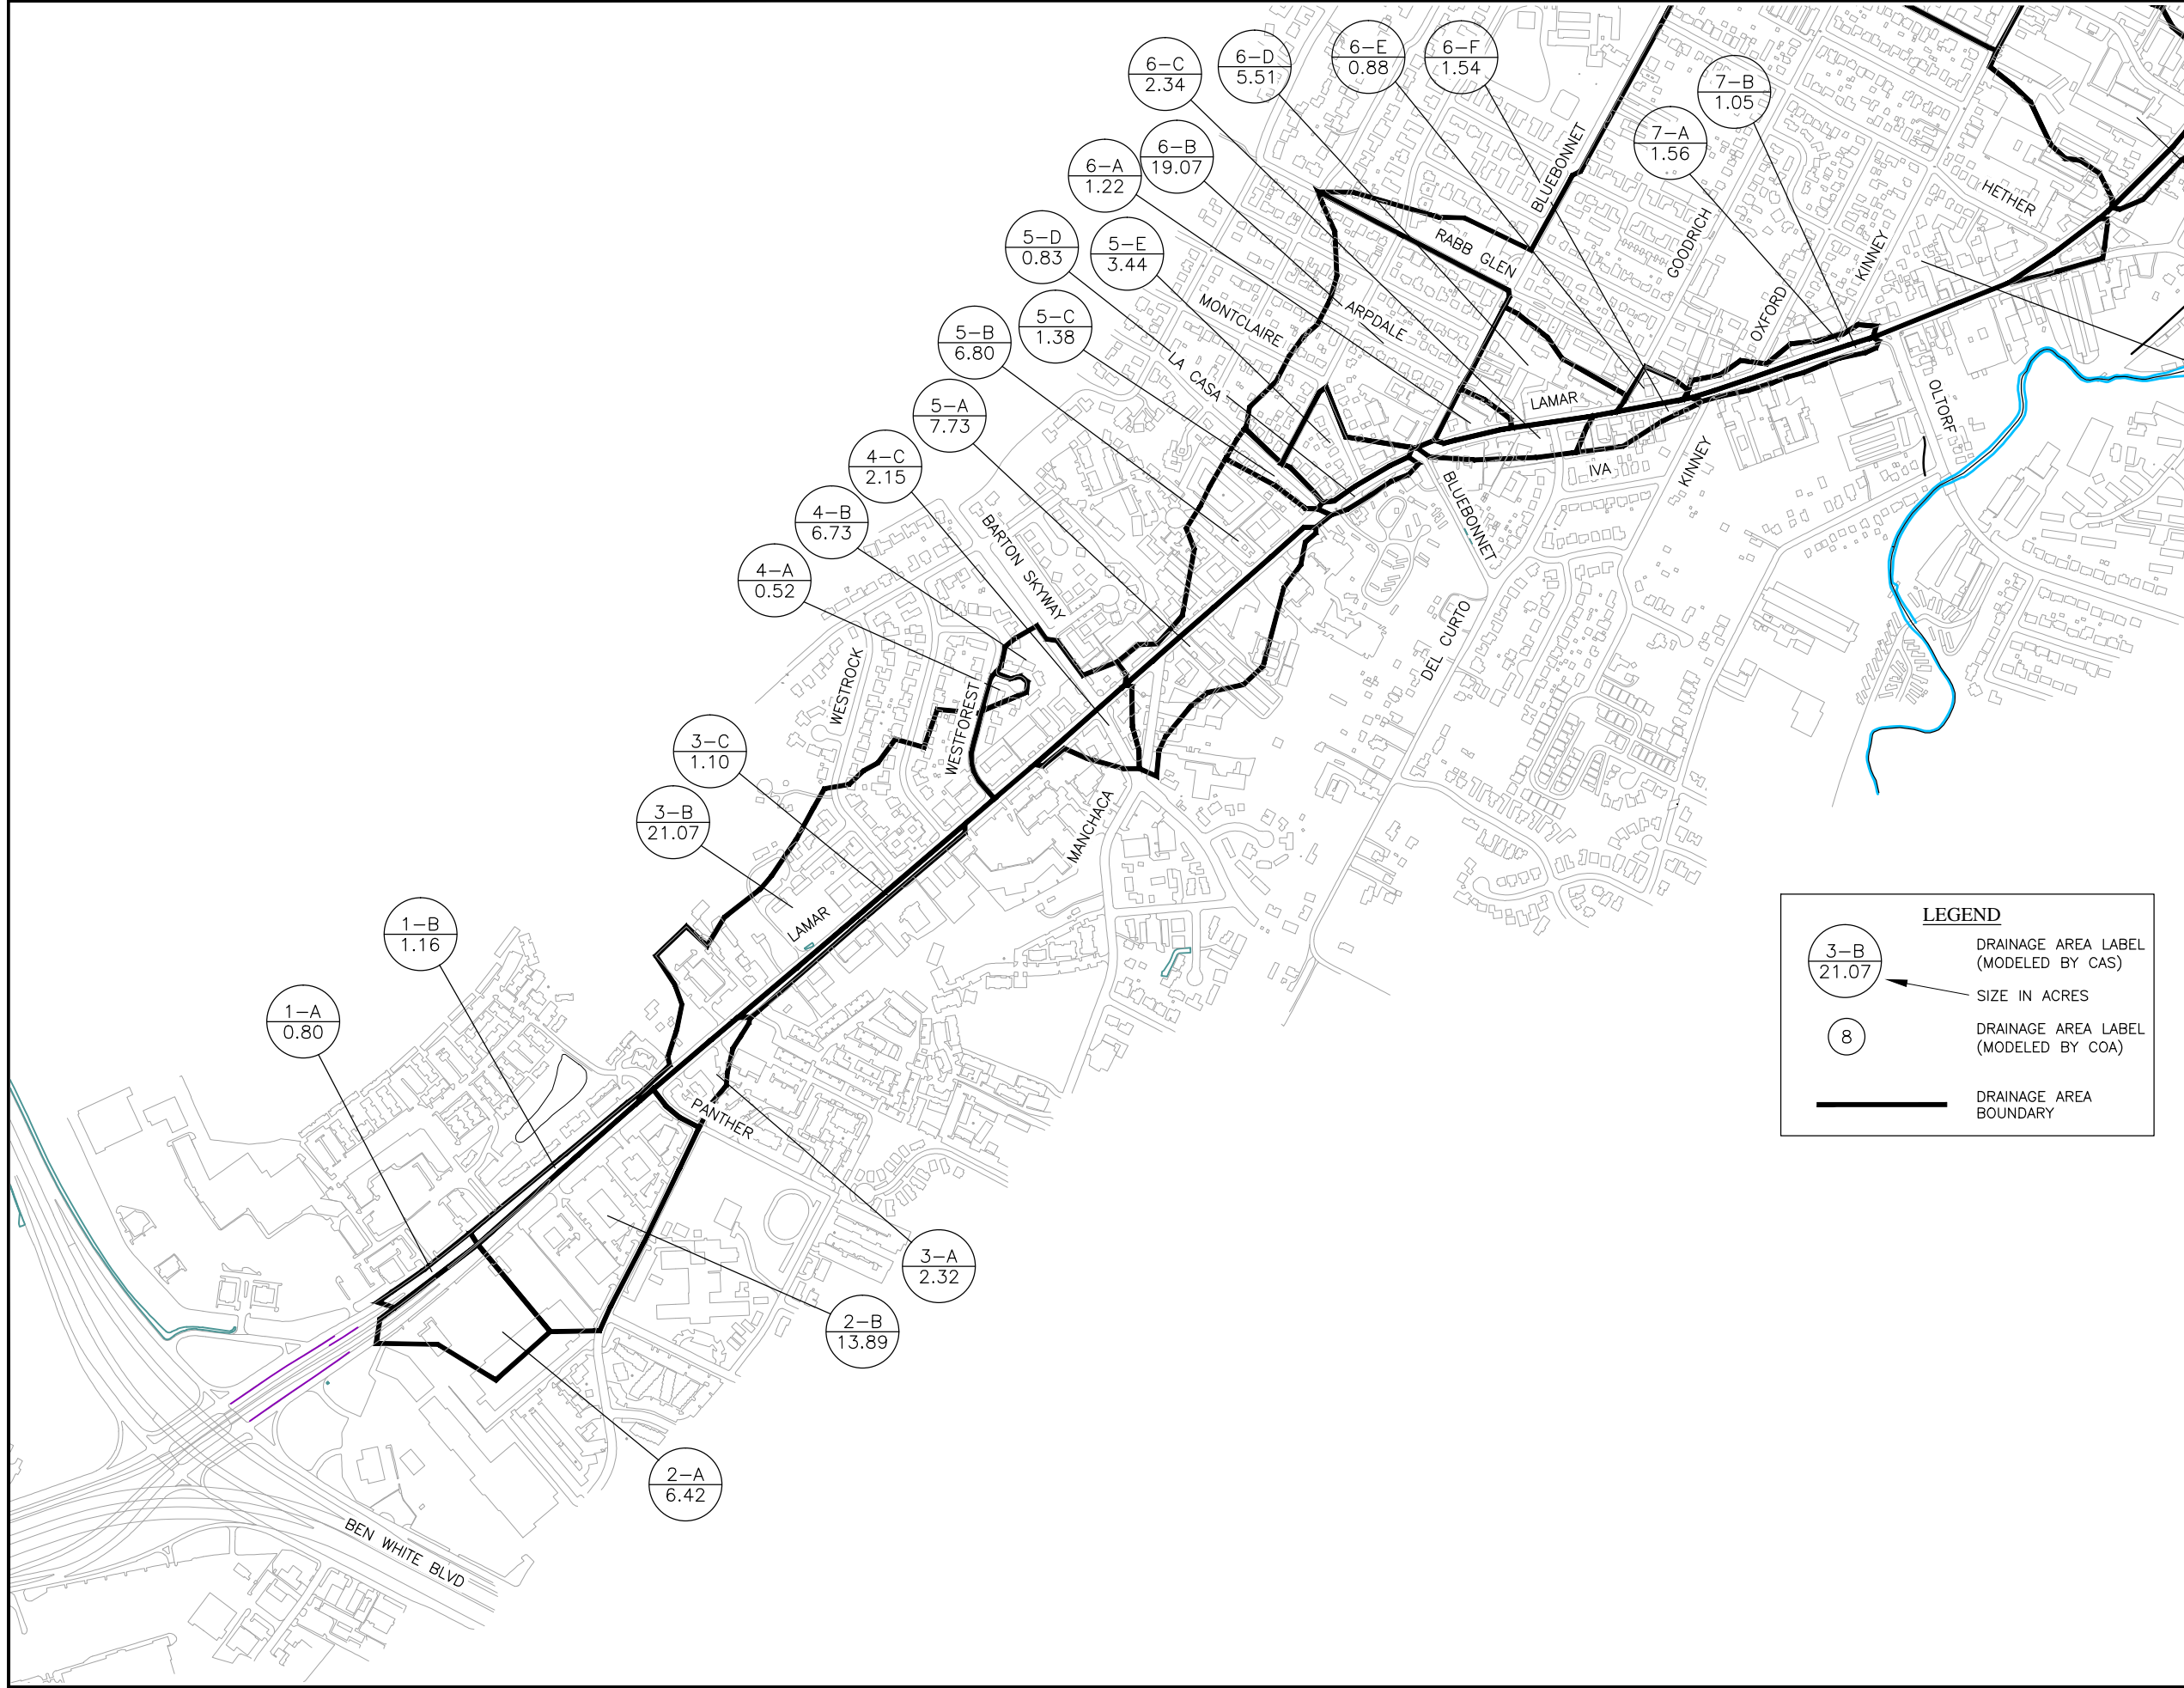 6-C
2.34
6-D
5.51
6-E
0.88
6-F
1.54
7-B
1.05
7-A
1.56
6-B
19.07
6-A
1.22
5-D
0.83
5-E
3.44
5-C
1.38
5-B
6.80
5-A
7.73
4-C
2.15
4-B
6.73
4-A
0.52
3-C
1.10
3-B
21.07
1-B
1.16
1-A
0.80
3-A
2.32
2-B
13.89
2-A
6.42
BLUEBONNET
RABB GLEN
GOODRICH
HETHER
KINNEY
OXFORD
MONTCLAIRE
ARPDALE
LA CASA
LAMAR
OLTORF
IVA
KINNEY
BLUEBONNET
BARTON SKYWAY
DEL CURTO
WESTROCK
WESTFOREST
MANCHACA
LAMAR
PANTHER
BEN WHITE BLVD
LEGEND
3-B
21.07
DRAINAGE AREA LABEL
(MODELED BY CAS)
SIZE IN ACRES
8
DRAINAGE AREA LABEL
(MODELED BY COA)
DRAINAGE AREA
BOUNDARY